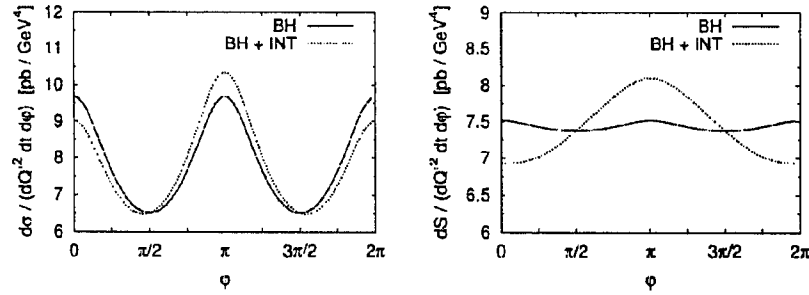 dσ / (dQ'² dt dφ) [pb / GeV⁴]
12
11
10
9
8
7
6
BH
BH + INT
0
π/2
π
3π/2
2π
φ
dS / (dQ'² dt dφ) [pb / GeV⁴]
9
8.5
8
7.5
7
6.5
6
BH
BH + INT
0
π/2
π
3π/2
2π
φ